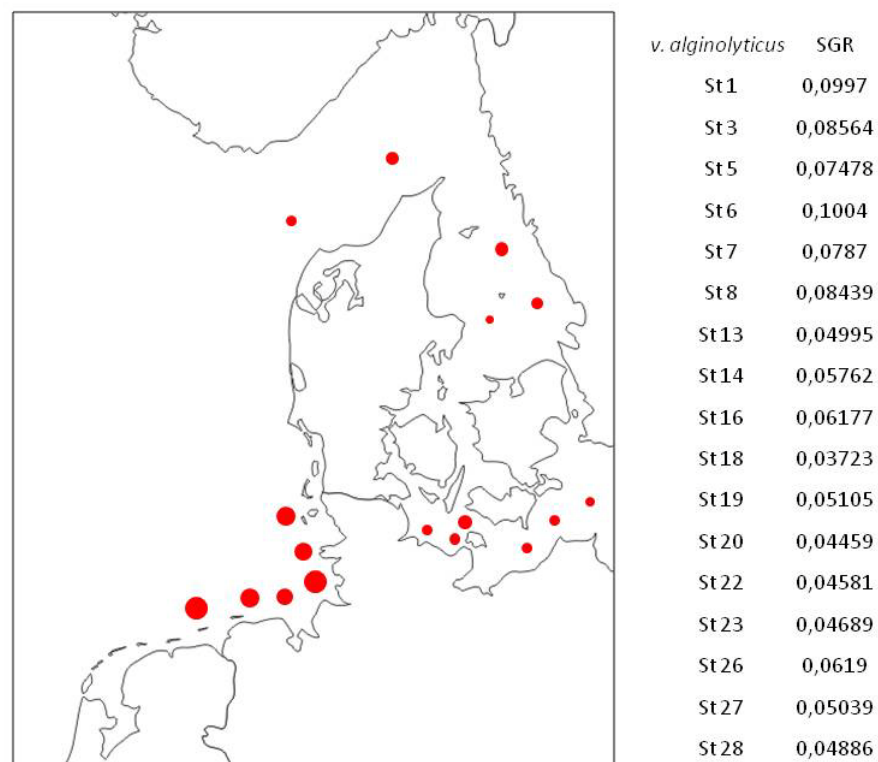 v. alginolyticus SGR
St1 0,0997
St3 0,08564
St5 0,07478
St6 0,1004
St7 0,0787
St8 0,08439
St13 0,04995
St14 0,05762
St16 0,06177
St18 0,03723
St19 0,05105
St20 0,04459
St22 0,04581
St23 0,04689
St26 0,0619
St27 0,05039
St28 0,04886